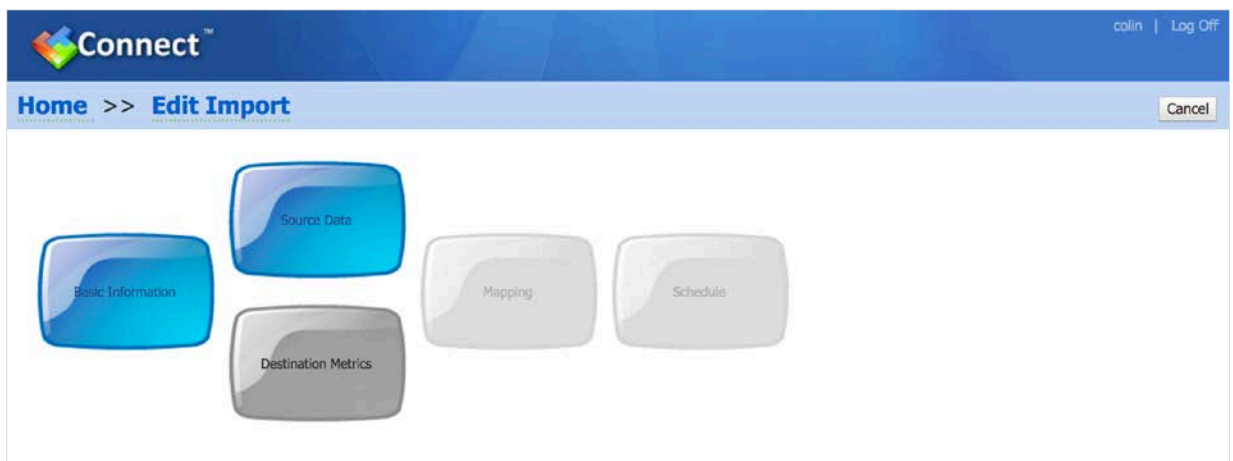 Connect™
colin | Log Off
Home >> Edit Import
Cancel
Source Data
Basic Information
Mapping
Schedule
Destination Metrics